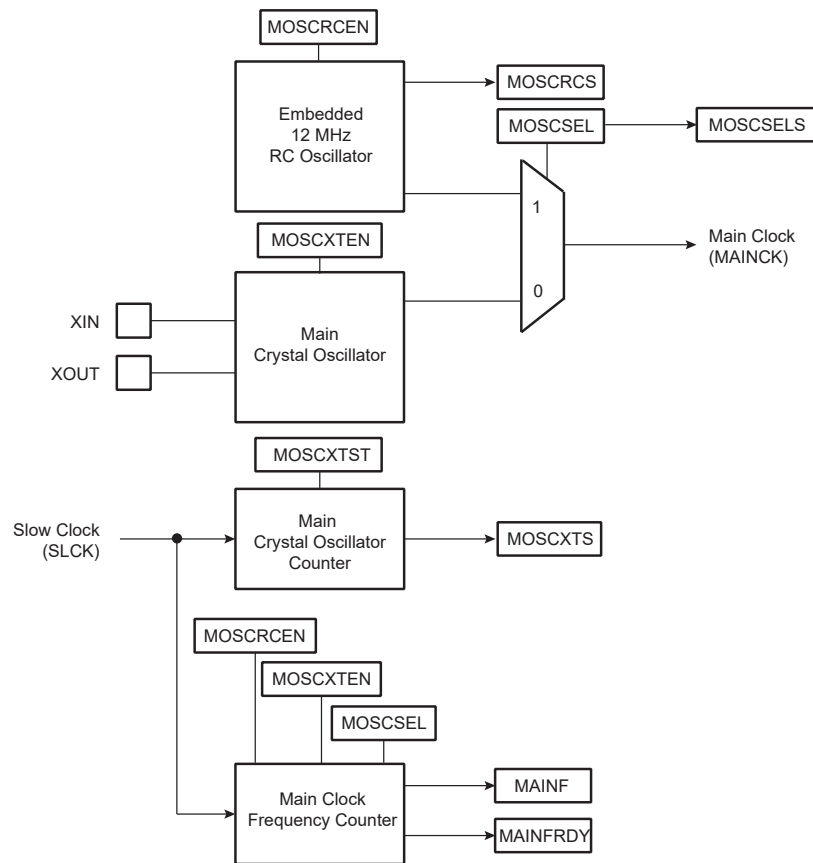 MOSCRCEN
Embedded
12 MHz
RC Oscillator
MOSCRCS
MOSCSEL
MOSCSELS
1
0
Main Clock
(MAINCK)
MOSCXTEN
XIN
XOUT
Main
Crystal Oscillator
MOSCXTST
Slow Clock
(SLCK)
Main
Crystal Oscillator
Counter
MOSCXTS
MOSCRCEN
MOSCXTEN
MOSCSEL
Main Clock
Frequency Counter
MAINF
MAINFRDY